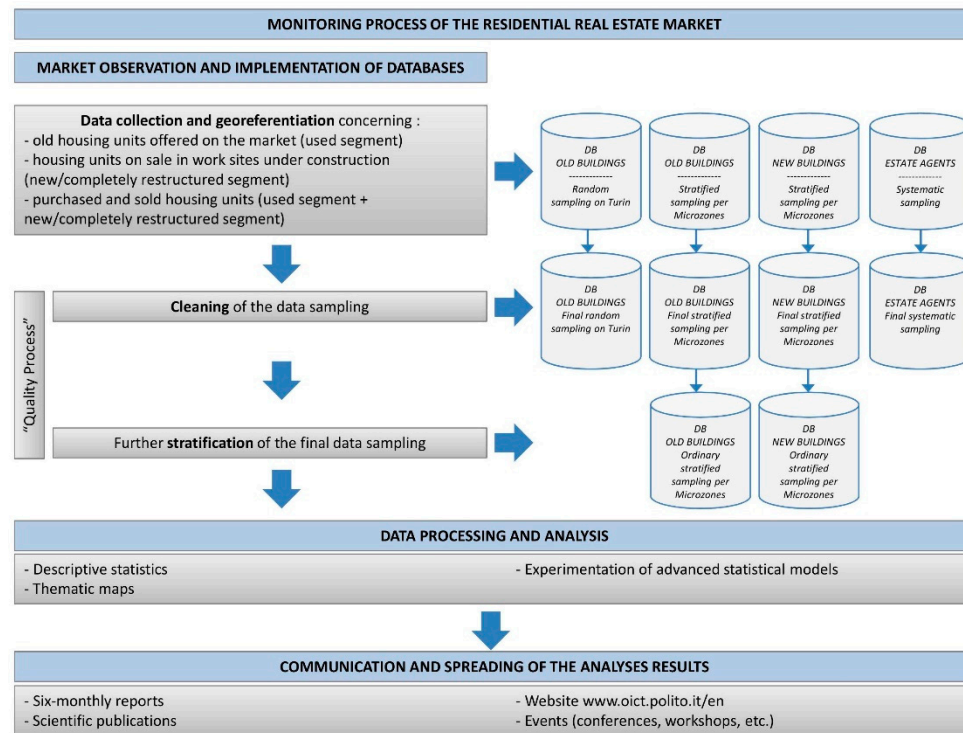 MONITORING PROCESS OF THE RESIDENTIAL REAL ESTATE MARKET
MARKET OBSERVATION AND IMPLEMENTATION OF DATABASES
Data collection and georeferentiation concerning :
- old housing units offered on the market (used segment)
- housing units on sale in work sites under construction
(new/completely restructured segment)
- purchased and sold housing units (used segment +
new/completely restructured segment)
DB
OLD BUILDINGS
-------------
Random
sampling on Turin
DB
OLD BUILDINGS
-------------
Stratified
sampling per
Microzones
DB
NEW BUILDINGS
-------------
Stratified
sampling per
Microzones
DB
ESTATE AGENTS
-------------
Systematic
sampling
"Quality Process"
Cleaning of the data sampling
DB
OLD BUILDINGS
Final random
sampling on Turin
DB
OLD BUILDINGS
Final stratified
sampling per
Microzones
DB
NEW BUILDINGS
Final stratified
sampling per
Microzones
DB
ESTATE AGENTS
Final systematic
sampling
Further stratification of the final data sampling
DB
OLD BUILDINGS
Ordinary
stratified
sampling per
Microzones
DB
NEW BUILDINGS
Ordinary
stratified
sampling per
Microzones
DATA PROCESSING AND ANALYSIS
- Descriptive statistics
- Thematic maps
- Experimentation of advanced statistical models
COMMUNICATION AND SPREADING OF THE ANALYSES RESULTS
- Six-monthly reports
- Scientific publications
- Website www.oict.polito.it/en
- Events (conferences, workshops, etc.)